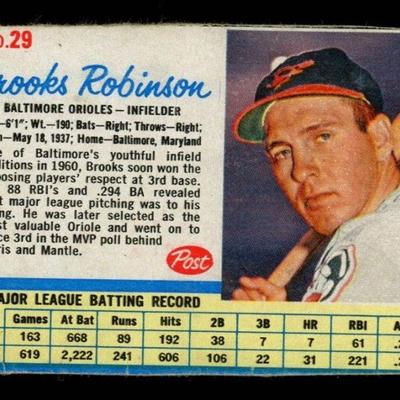 O.29
rooks Robinson
BALTIMORE ORIOLES—INFIELDER
—6'1"; Wt.—190; Bats—Right; Throws—Right;
n—May 18, 1937; Home—Baltimore, Maryland
e of Baltimore's youthful infield
ditions in 1960, Brooks soon won the
posing players' respect at 3rd base.
88 RBI's and .294 BA revealed
t major league pitching was to his
ng. He was later selected as the
st valuable Oriole and went on to
ce 3rd in the MVP poll behind
ris and Mantle.
Post
AJOR LEAGUE BATTING RECORD
Games At Bat Runs Hits 2B 3B HR RBI A
163 668 89 192 38 7 7 61 .2
619 2,222 241 606 106 22 31 221 .2